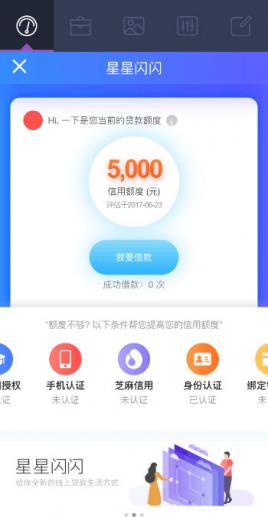 星星闪闪
Hi, 一下是您当前的贷款额度
5,000
信用额度 (元)
评估于2017-06-23
我要借款
成功借款：0 次
"额度不够? 以下条件帮您提高您的信用额度"
授权 手机认证 芝麻信用 身份认证 绑定
认证 未认证 未认证 已认证 未认
星星闪闪
给你全新的线上贷款生活方式